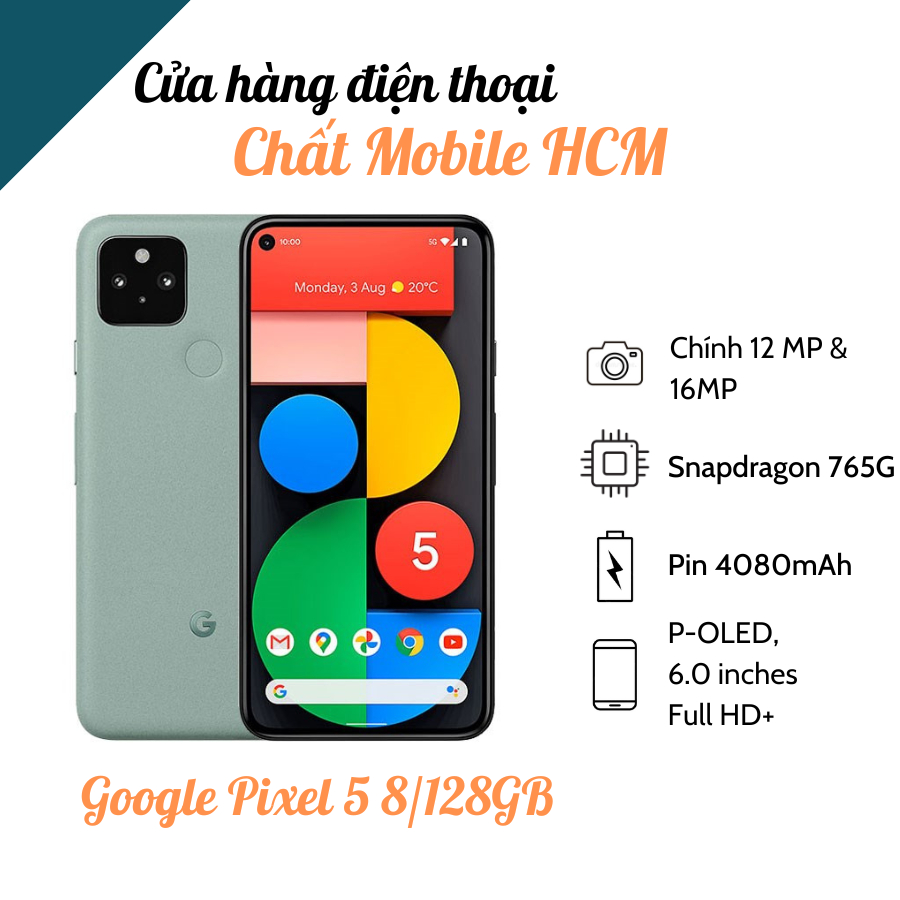 Cửa hàng điện thoại
Chất Mobile HCM
10:00
5G
Monday, 3 Aug 20°C
5
G
Chính 12 MP &
16MP
Snapdragon 765G
Pin 4080mAh
P-OLED,
6.0 inches
Full HD+
Google Pixel 5 8/128GB